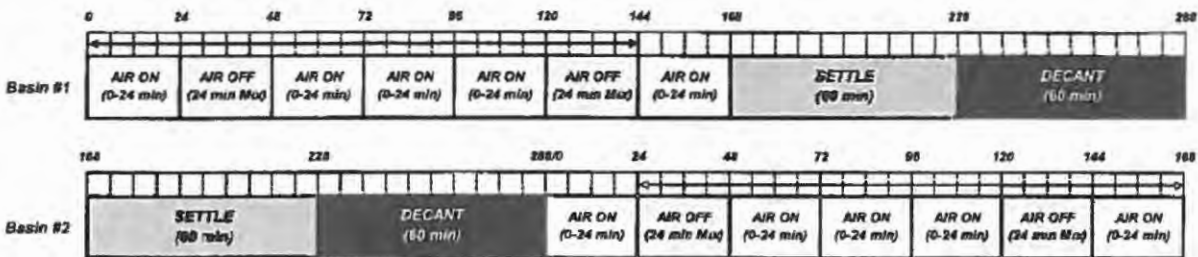 0 24 48 72 96 120 144 168 228 288
Basin #1
AIR ON AIR OFF AIR ON AIR ON AIR ON AIR OFF AIR ON SETTLE DECANT
(0-24 min) (24 min Max) (0-24 min) (0-24 min) (0-24 min) (24 min Max) (0-24 min) (60 min) (60 min)
168 228 288/0 24 48 72 96 120 144 168
Basin #2
SETTLE DECANT AIR ON AIR OFF AIR ON AIR ON AIR ON AIR OFF AIR ON
(60 min) (60 min) (0-24 min) (24 min Max) (0-24 min) (0-24 min) (0-24 min) (24 min Max) (0-24 min)